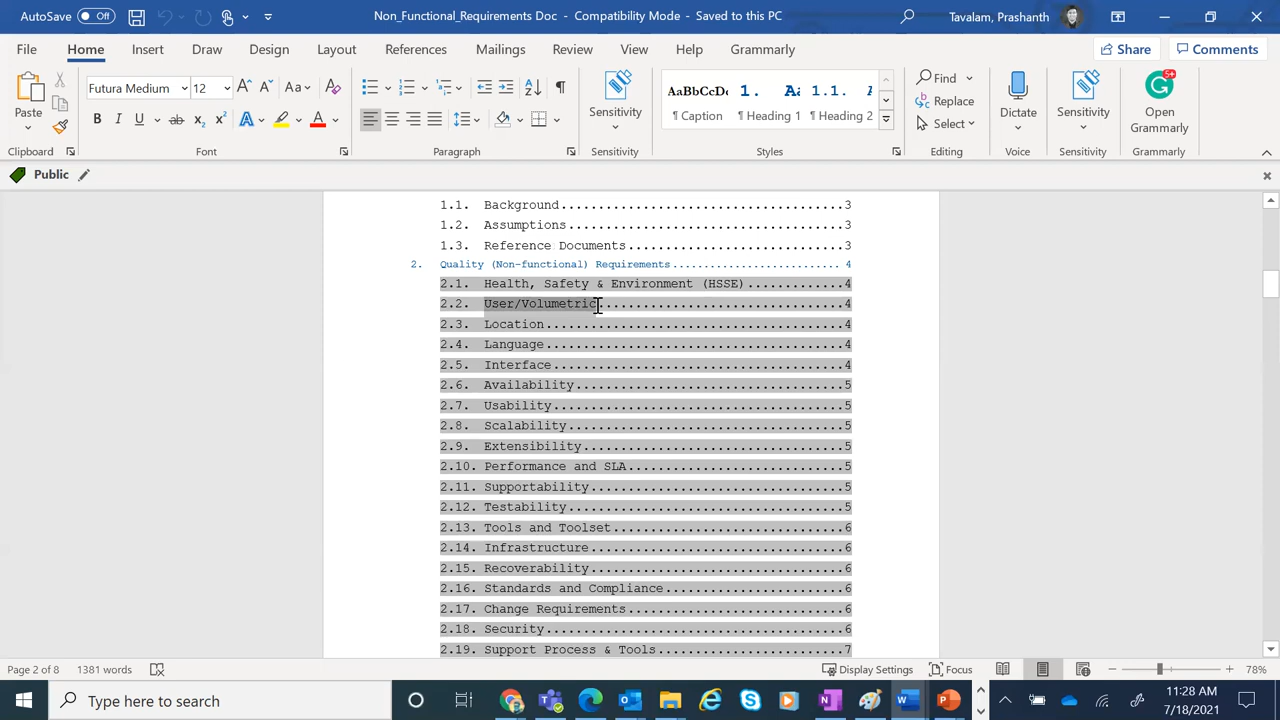 AutoSave Off Non_Functional_Requirements Doc - Compatibility Mode - Saved to this PC Tavalam, Prashanth
File Home Insert Draw Design Layout References Mailings Review View Help Grammarly Share Comments
Paste
Clipboard
Futura Medium 12
Font
Paragraph
Sensitivity
Sensitivity
AaBbCcDc 1. Aa 1.1. A
¶ Caption ¶ Heading 1 ¶ Heading 2
Styles
Find
Replace
Select
Editing
Dictate
Voice
Sensitivity
Sensitivity
5+
Open Grammarly
Grammarly
Public
1.1. Background......................................3
1.2. Assumptions.....................................3
1.3. Reference Documents.............................3
2. Quality (Non-functional) Requirements........................... 4
2.1. Health, Safety & Environment (HSSE).............4
2.2. User/Volumetric.................................4
2.3. Location........................................4
2.4. Language........................................4
2.5. Interface.......................................4
2.6. Availability....................................5
2.7. Usability.......................................5
2.8. Scalability.....................................5
2.9. Extensibility...................................5
2.10. Performance and SLA.............................5
2.11. Supportability..................................5
2.12. Testability.....................................5
2.13. Tools and Toolset...............................6
2.14. Infrastructure..................................6
2.15. Recoverability..................................6
2.16. Standards and Compliance........................6
2.17. Change Requirements.............................6
2.18. Security........................................6
2.19. Support Process & Tools.........................7
Page 2 of 8 1381 words Display Settings Focus 78%
Type here to search
11:28 AM
7/18/2021